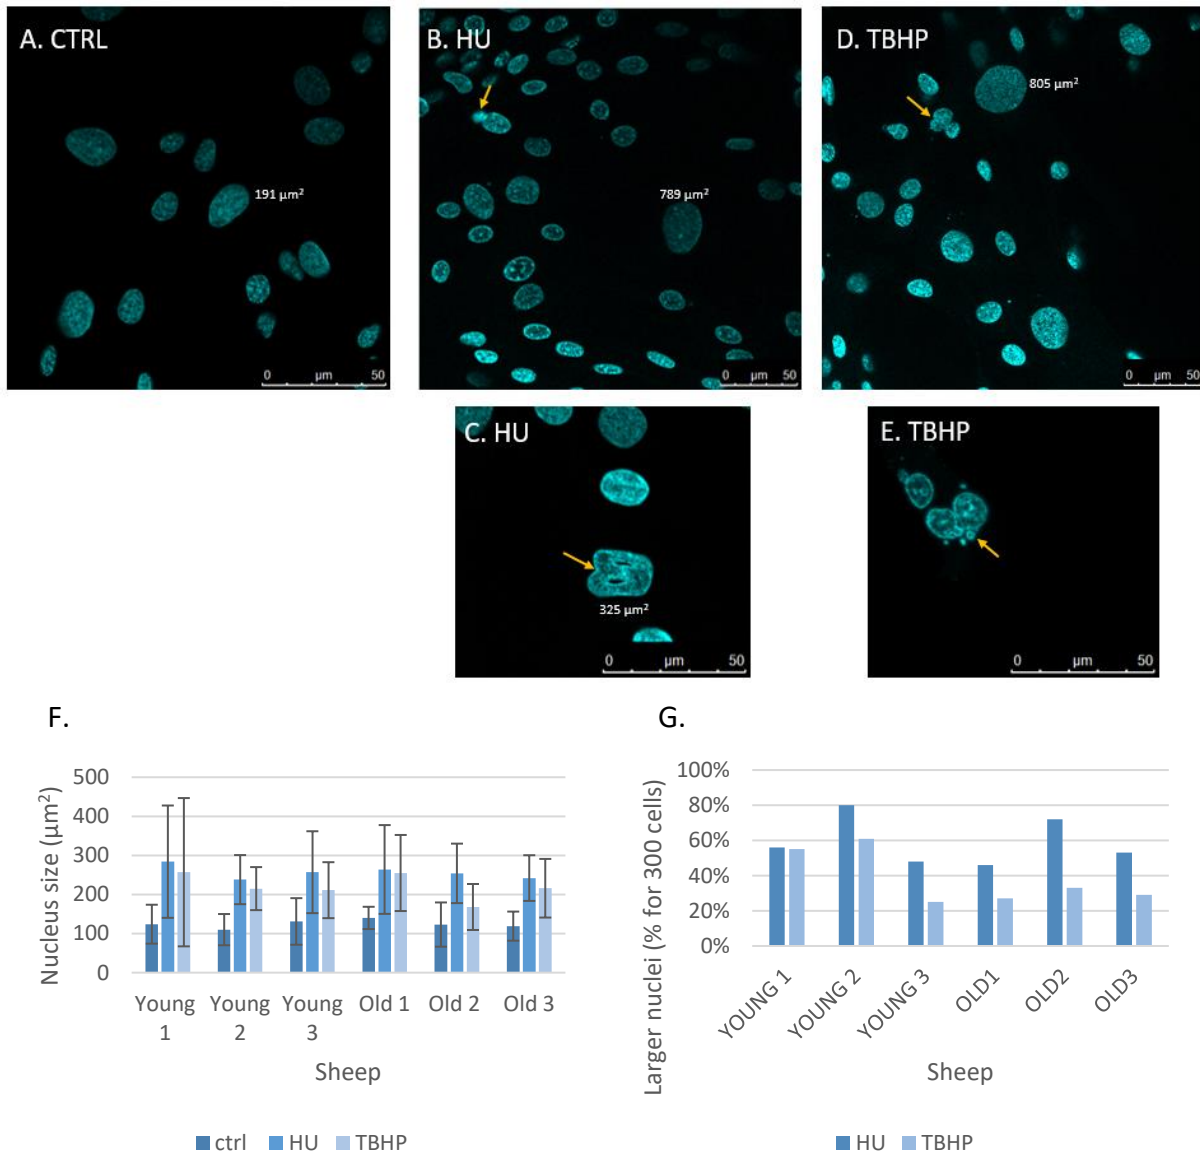 A. CTRL
191 µm²
0 µm 50
B. HU
789 µm²
0 µm 50
D. TBHP
805 µm²
0 µm 50
C. HU
325 µm²
0 µm 50
E. TBHP
0 µm 50
F.
Nucleus size (µm²)
500
400
300
200
100
0
Young 1
Young 2
Young 3
Old 1
Old 2
Old 3
Sheep
ctrl HU TBHP
G.
Larger nuclei (% for 300 cells)
100%
80%
60%
40%
20%
0%
YOUNG 1
YOUNG 2
YOUNG 3
OLD1
OLD2
OLD3
Sheep
HU TBHP